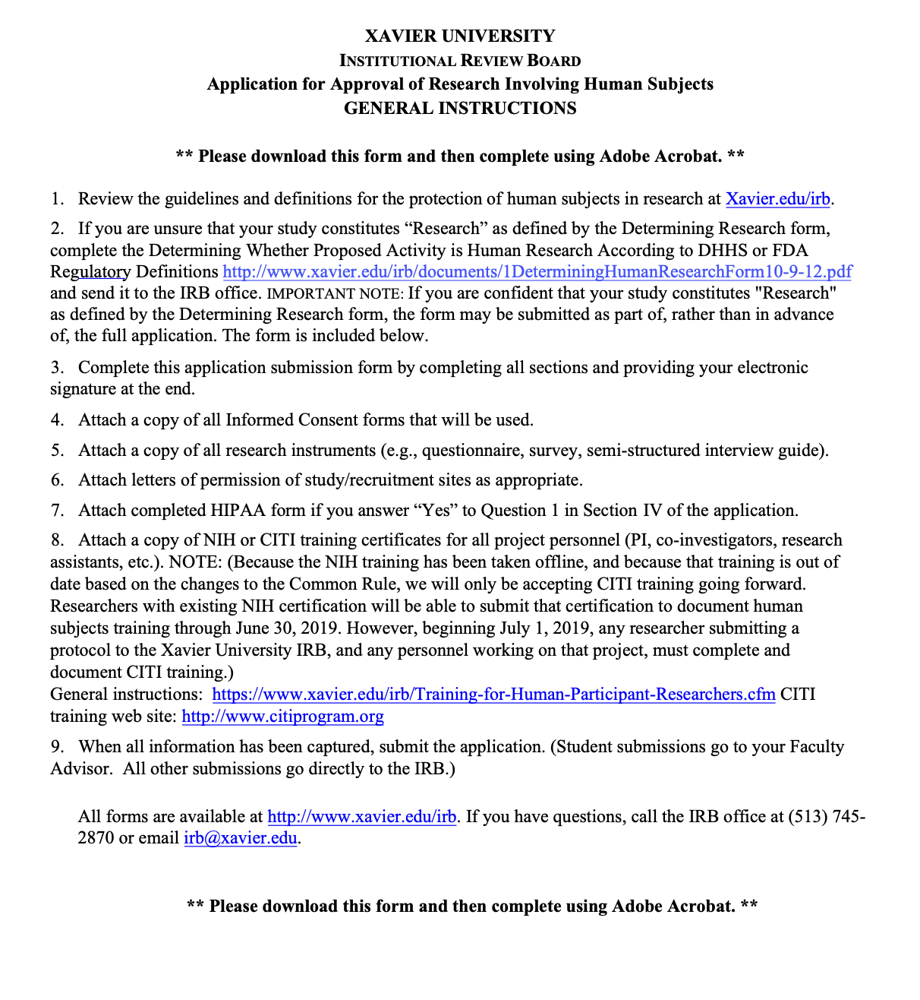 XAVIER UNIVERSITY
INSTITUTIONAL REVIEW BOARD
Application for Approval of Research Involving Human Subjects
GENERAL INSTRUCTIONS
** Please download this form and then complete using Adobe Acrobat. **
1. Review the guidelines and definitions for the protection of human subjects in research at Xavier.edu/irb.
2. If you are unsure that your study constitutes “Research” as defined by the Determining Research form,
complete the Determining Whether Proposed Activity is Human Research According to DHHS or FDA
Regulatory Definitions http://www.xavier.edu/irb/documents/1DeterminingHumanResearchForm10-9-12.pdf
and send it to the IRB office. IMPORTANT NOTE: If you are confident that your study constitutes "Research"
as defined by the Determining Research form, the form may be submitted as part of, rather than in advance
of, the full application. The form is included below.
3. Complete this application submission form by completing all sections and providing your electronic
signature at the end.
4. Attach a copy of all Informed Consent forms that will be used.
5. Attach a copy of all research instruments (e.g., questionnaire, survey, semi-structured interview guide).
6. Attach letters of permission of study/recruitment sites as appropriate.
7. Attach completed HIPAA form if you answer “Yes” to Question 1 in Section IV of the application.
8. Attach a copy of NIH or CITI training certificates for all project personnel (PI, co-investigators, research
assistants, etc.). NOTE: (Because the NIH training has been taken offline, and because that training is out of
date based on the changes to the Common Rule, we will only be accepting CITI training going forward.
Researchers with existing NIH certification will be able to submit that certification to document human
subjects training through June 30, 2019. However, beginning July 1, 2019, any researcher submitting a
protocol to the Xavier University IRB, and any personnel working on that project, must complete and
document CITI training.)
General instructions: https://www.xavier.edu/irb/Training-for-Human-Participant-Researchers.cfm CITI
training web site: http://www.citiprogram.org
9. When all information has been captured, submit the application. (Student submissions go to your Faculty
Advisor. All other submissions go directly to the IRB.)
All forms are available at http://www.xavier.edu/irb. If you have questions, call the IRB office at (513) 745-
2870 or email irb@xavier.edu.
** Please download this form and then complete using Adobe Acrobat. **